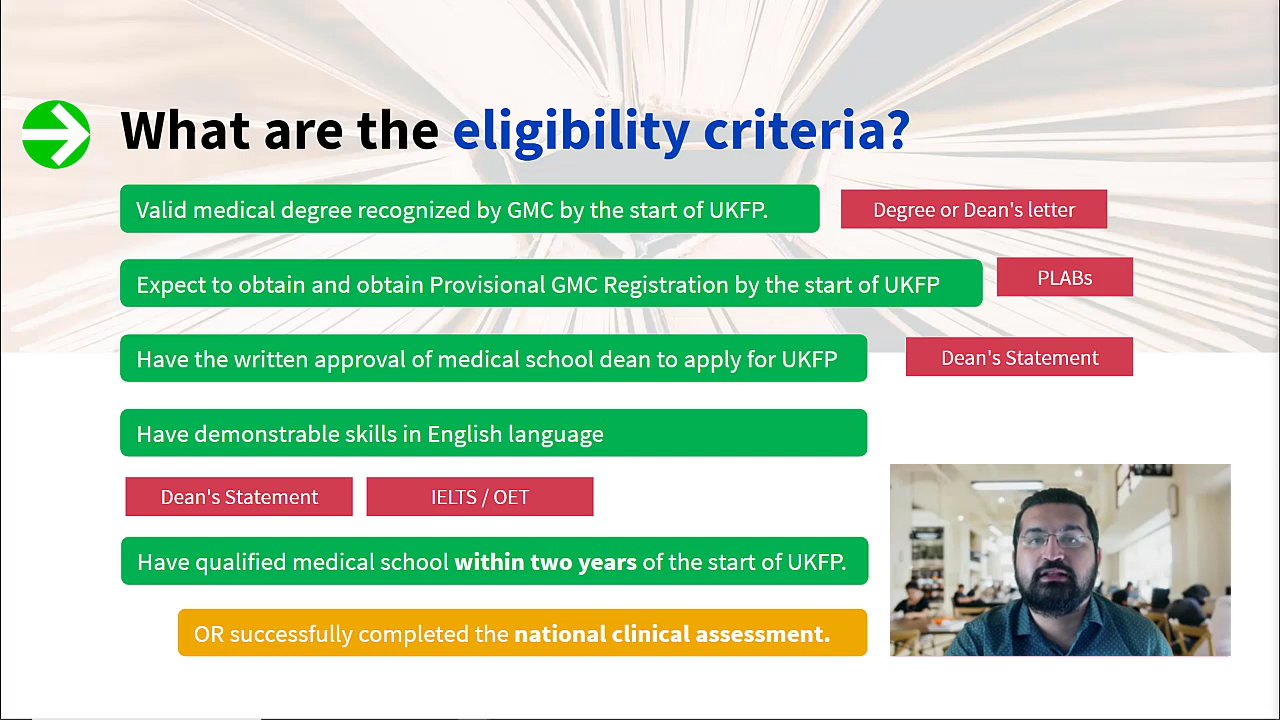 What are the eligibility criteria?
Valid medical degree recognized by GMC by the start of UKFP.
Degree or Dean's letter
Expect to obtain and obtain Provisional GMC Registration by the start of UKFP
PLABs
Have the written approval of medical school dean to apply for UKFP
Dean's Statement
Have demonstrable skills in English language
Dean's Statement
IELTS / OET
Have qualified medical school within two years of the start of UKFP.
OR successfully completed the national clinical assessment.